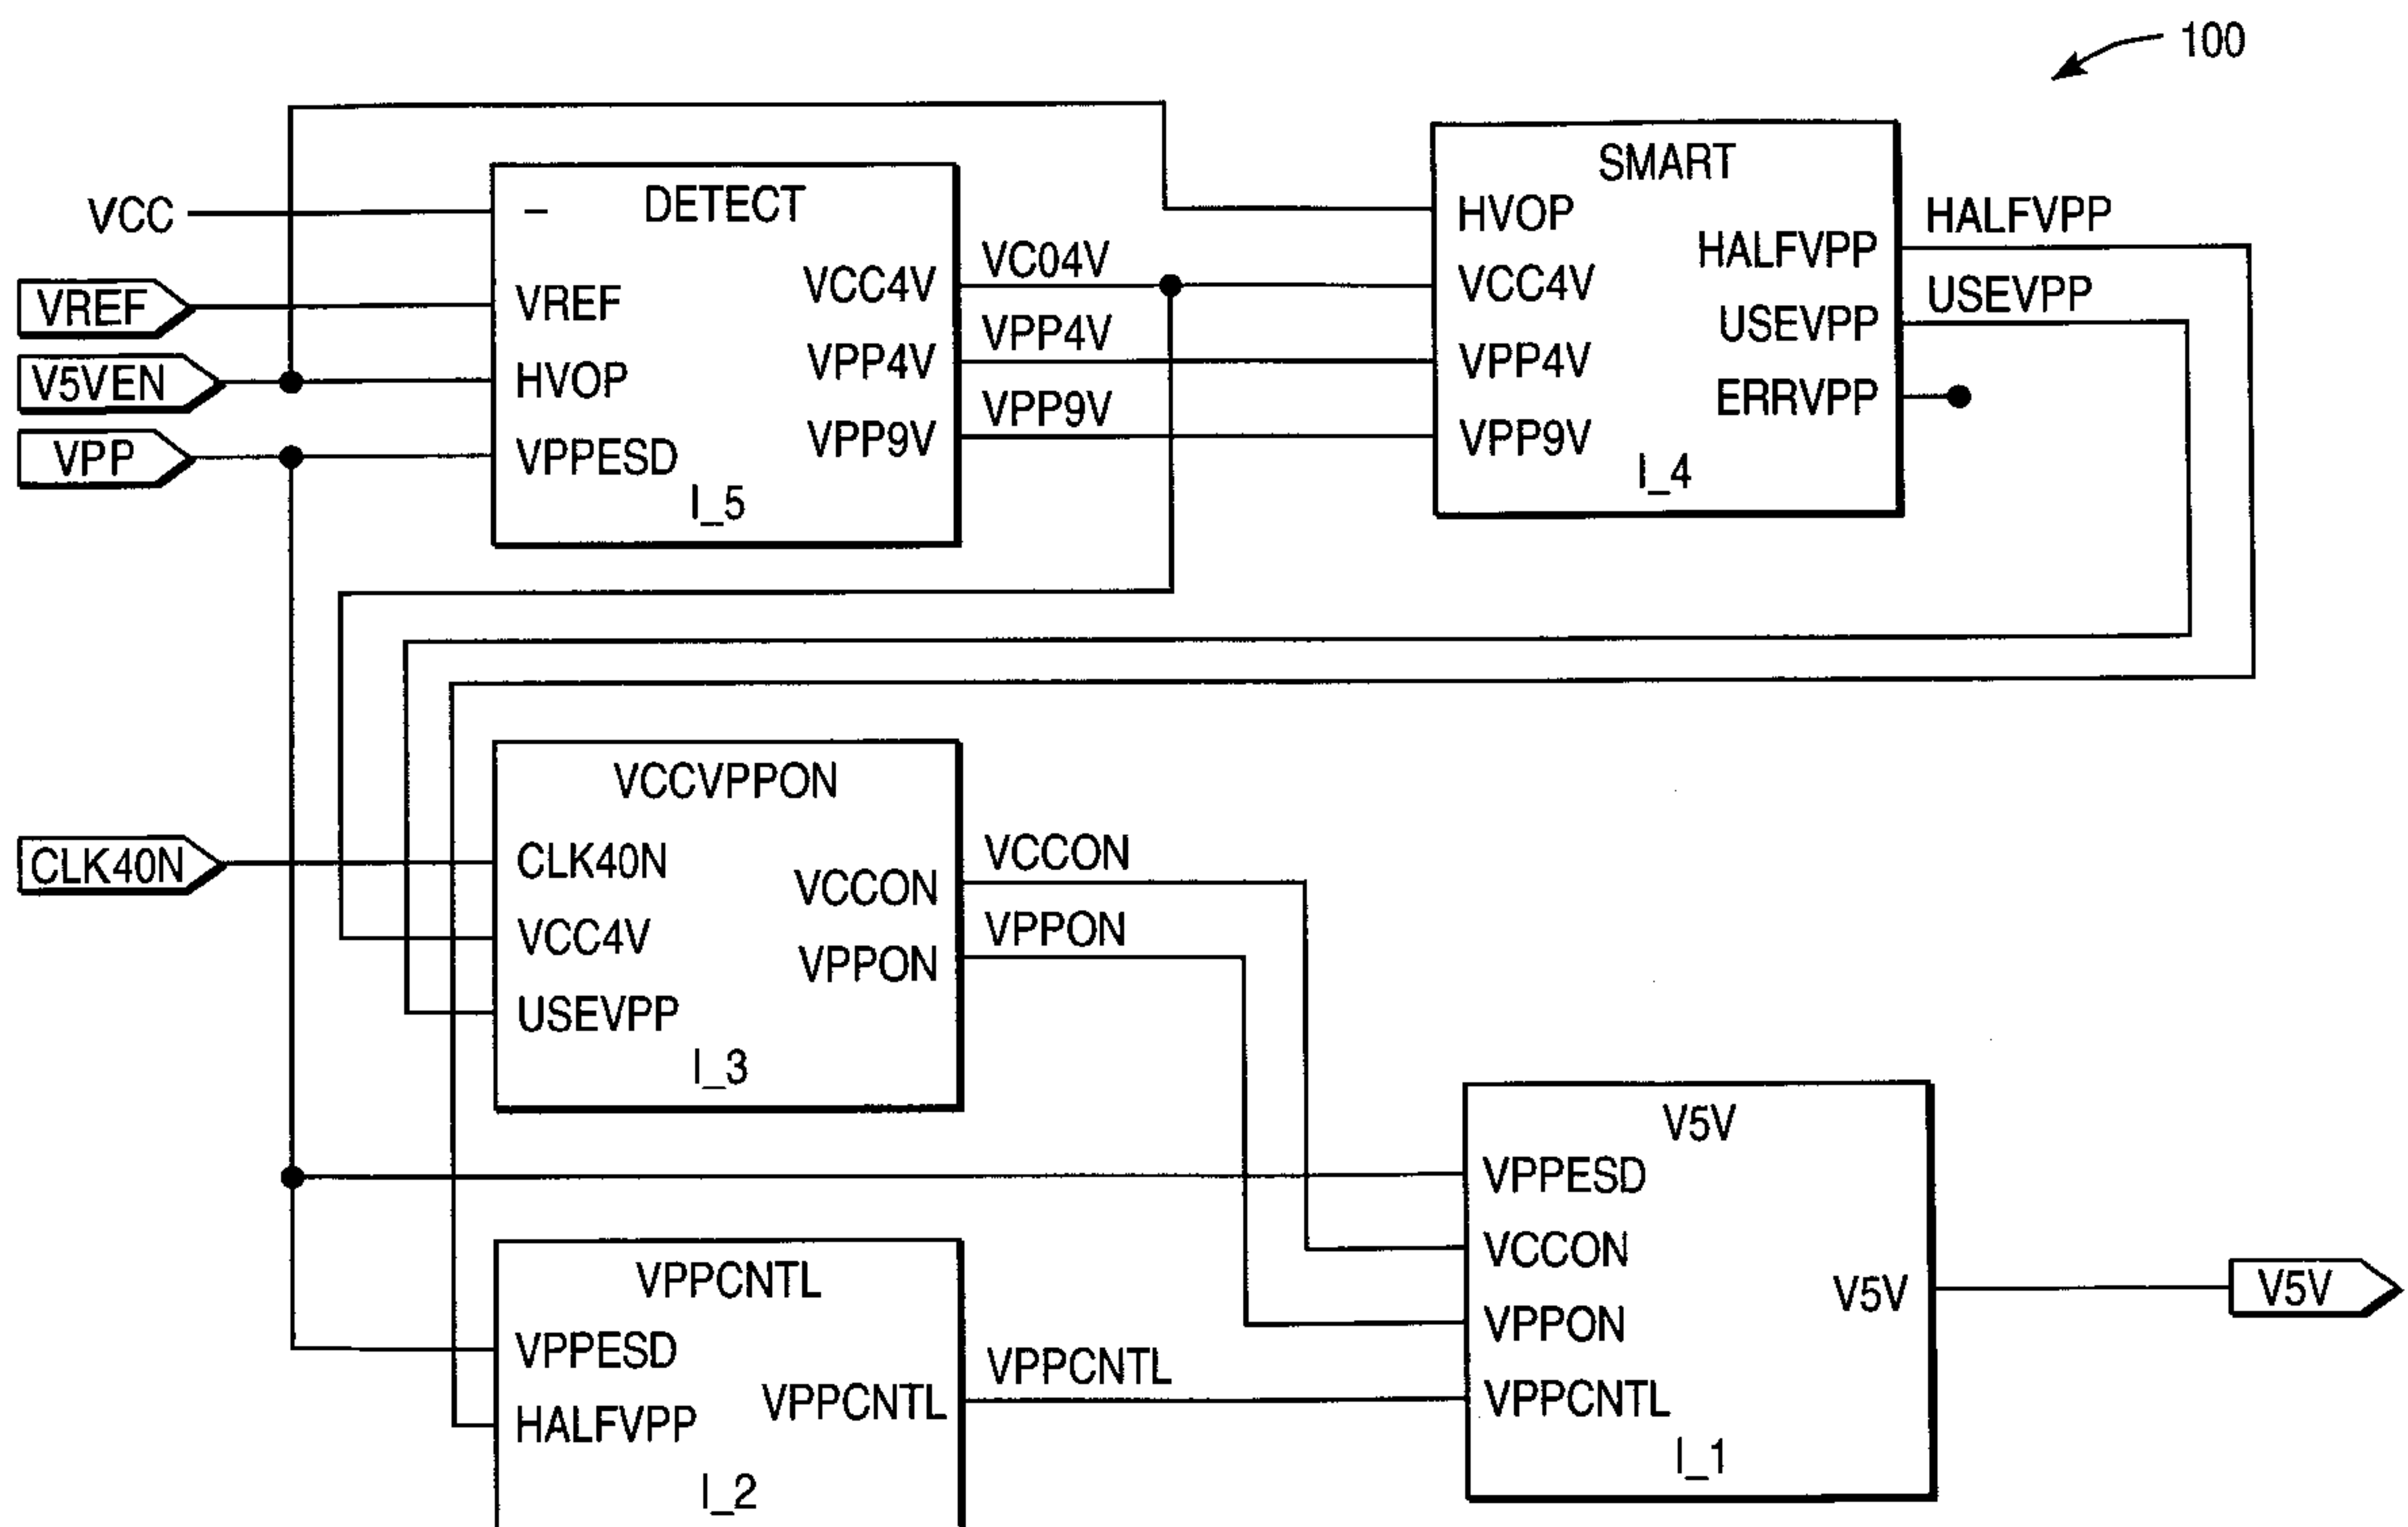 100
DETECT
SMART
VCC
–
HVOP
HALFVPP
HALFVPP
VREF
VREF
VCC4V
VC04V
VCC4V
USEVPP
USEVPP
V5VEN
HVOP
VPP4V
VPP4V
VPP4V
ERRVPP
VPP
VPPESD
VPP9V
VPP9V
VPP9V
I_5
I_4
VCCVPPON
CLK40N
CLK40N
VCCON
VCCON
VCC4V
VPPON
VPPON
USEVPP
I_3
V5V
VPPESD
VCCON
VPPCNTL
V5V
V5V
VPPON
VPPESD
VPPCNTL
VPPCNTL
VPPCNTL
HALFVPP
I_1
I_2